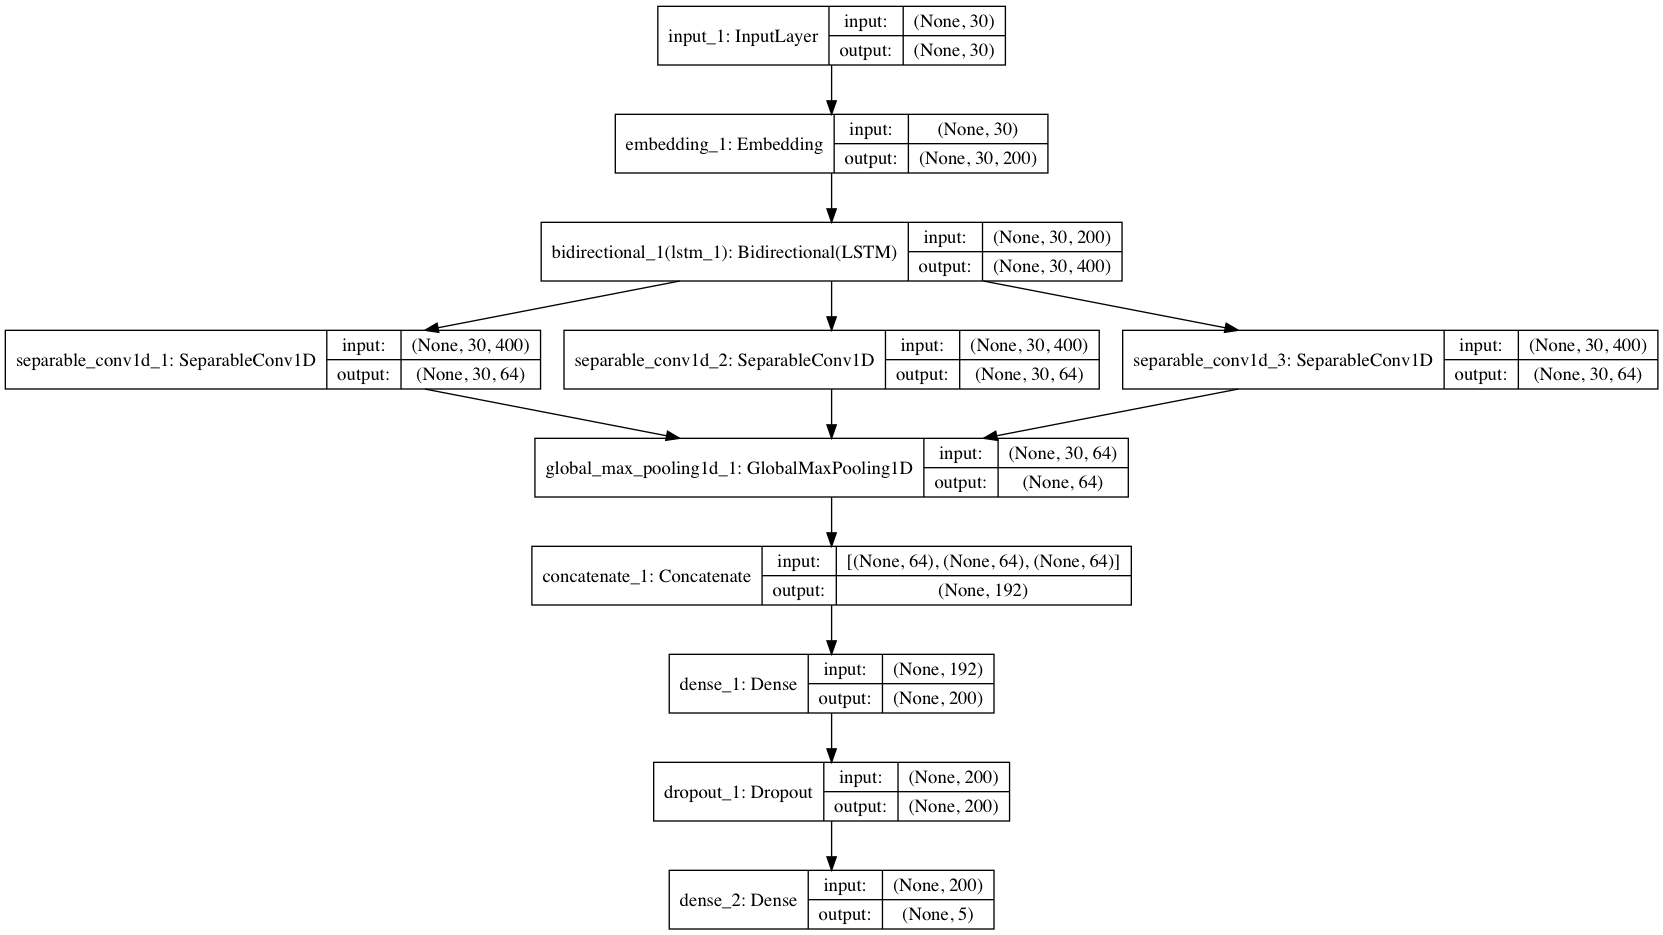 input_1: InputLayer
input: (None, 30)
output: (None, 30)
embedding_1: Embedding
input: (None, 30)
output: (None, 30, 200)
bidirectional_1(lstm_1): Bidirectional(LSTM)
input: (None, 30, 200)
output: (None, 30, 400)
separable_conv1d_1: SeparableConv1D
input: (None, 30, 400)
output: (None, 30, 64)
separable_conv1d_2: SeparableConv1D
input: (None, 30, 400)
output: (None, 30, 64)
separable_conv1d_3: SeparableConv1D
input: (None, 30, 400)
output: (None, 30, 64)
global_max_pooling1d_1: GlobalMaxPooling1D
input: (None, 30, 64)
output: (None, 64)
concatenate_1: Concatenate
input: [(None, 64), (None, 64), (None, 64)]
output: (None, 192)
dense_1: Dense
input: (None, 192)
output: (None, 200)
dropout_1: Dropout
input: (None, 200)
output: (None, 200)
dense_2: Dense
input: (None, 200)
output: (None, 5)